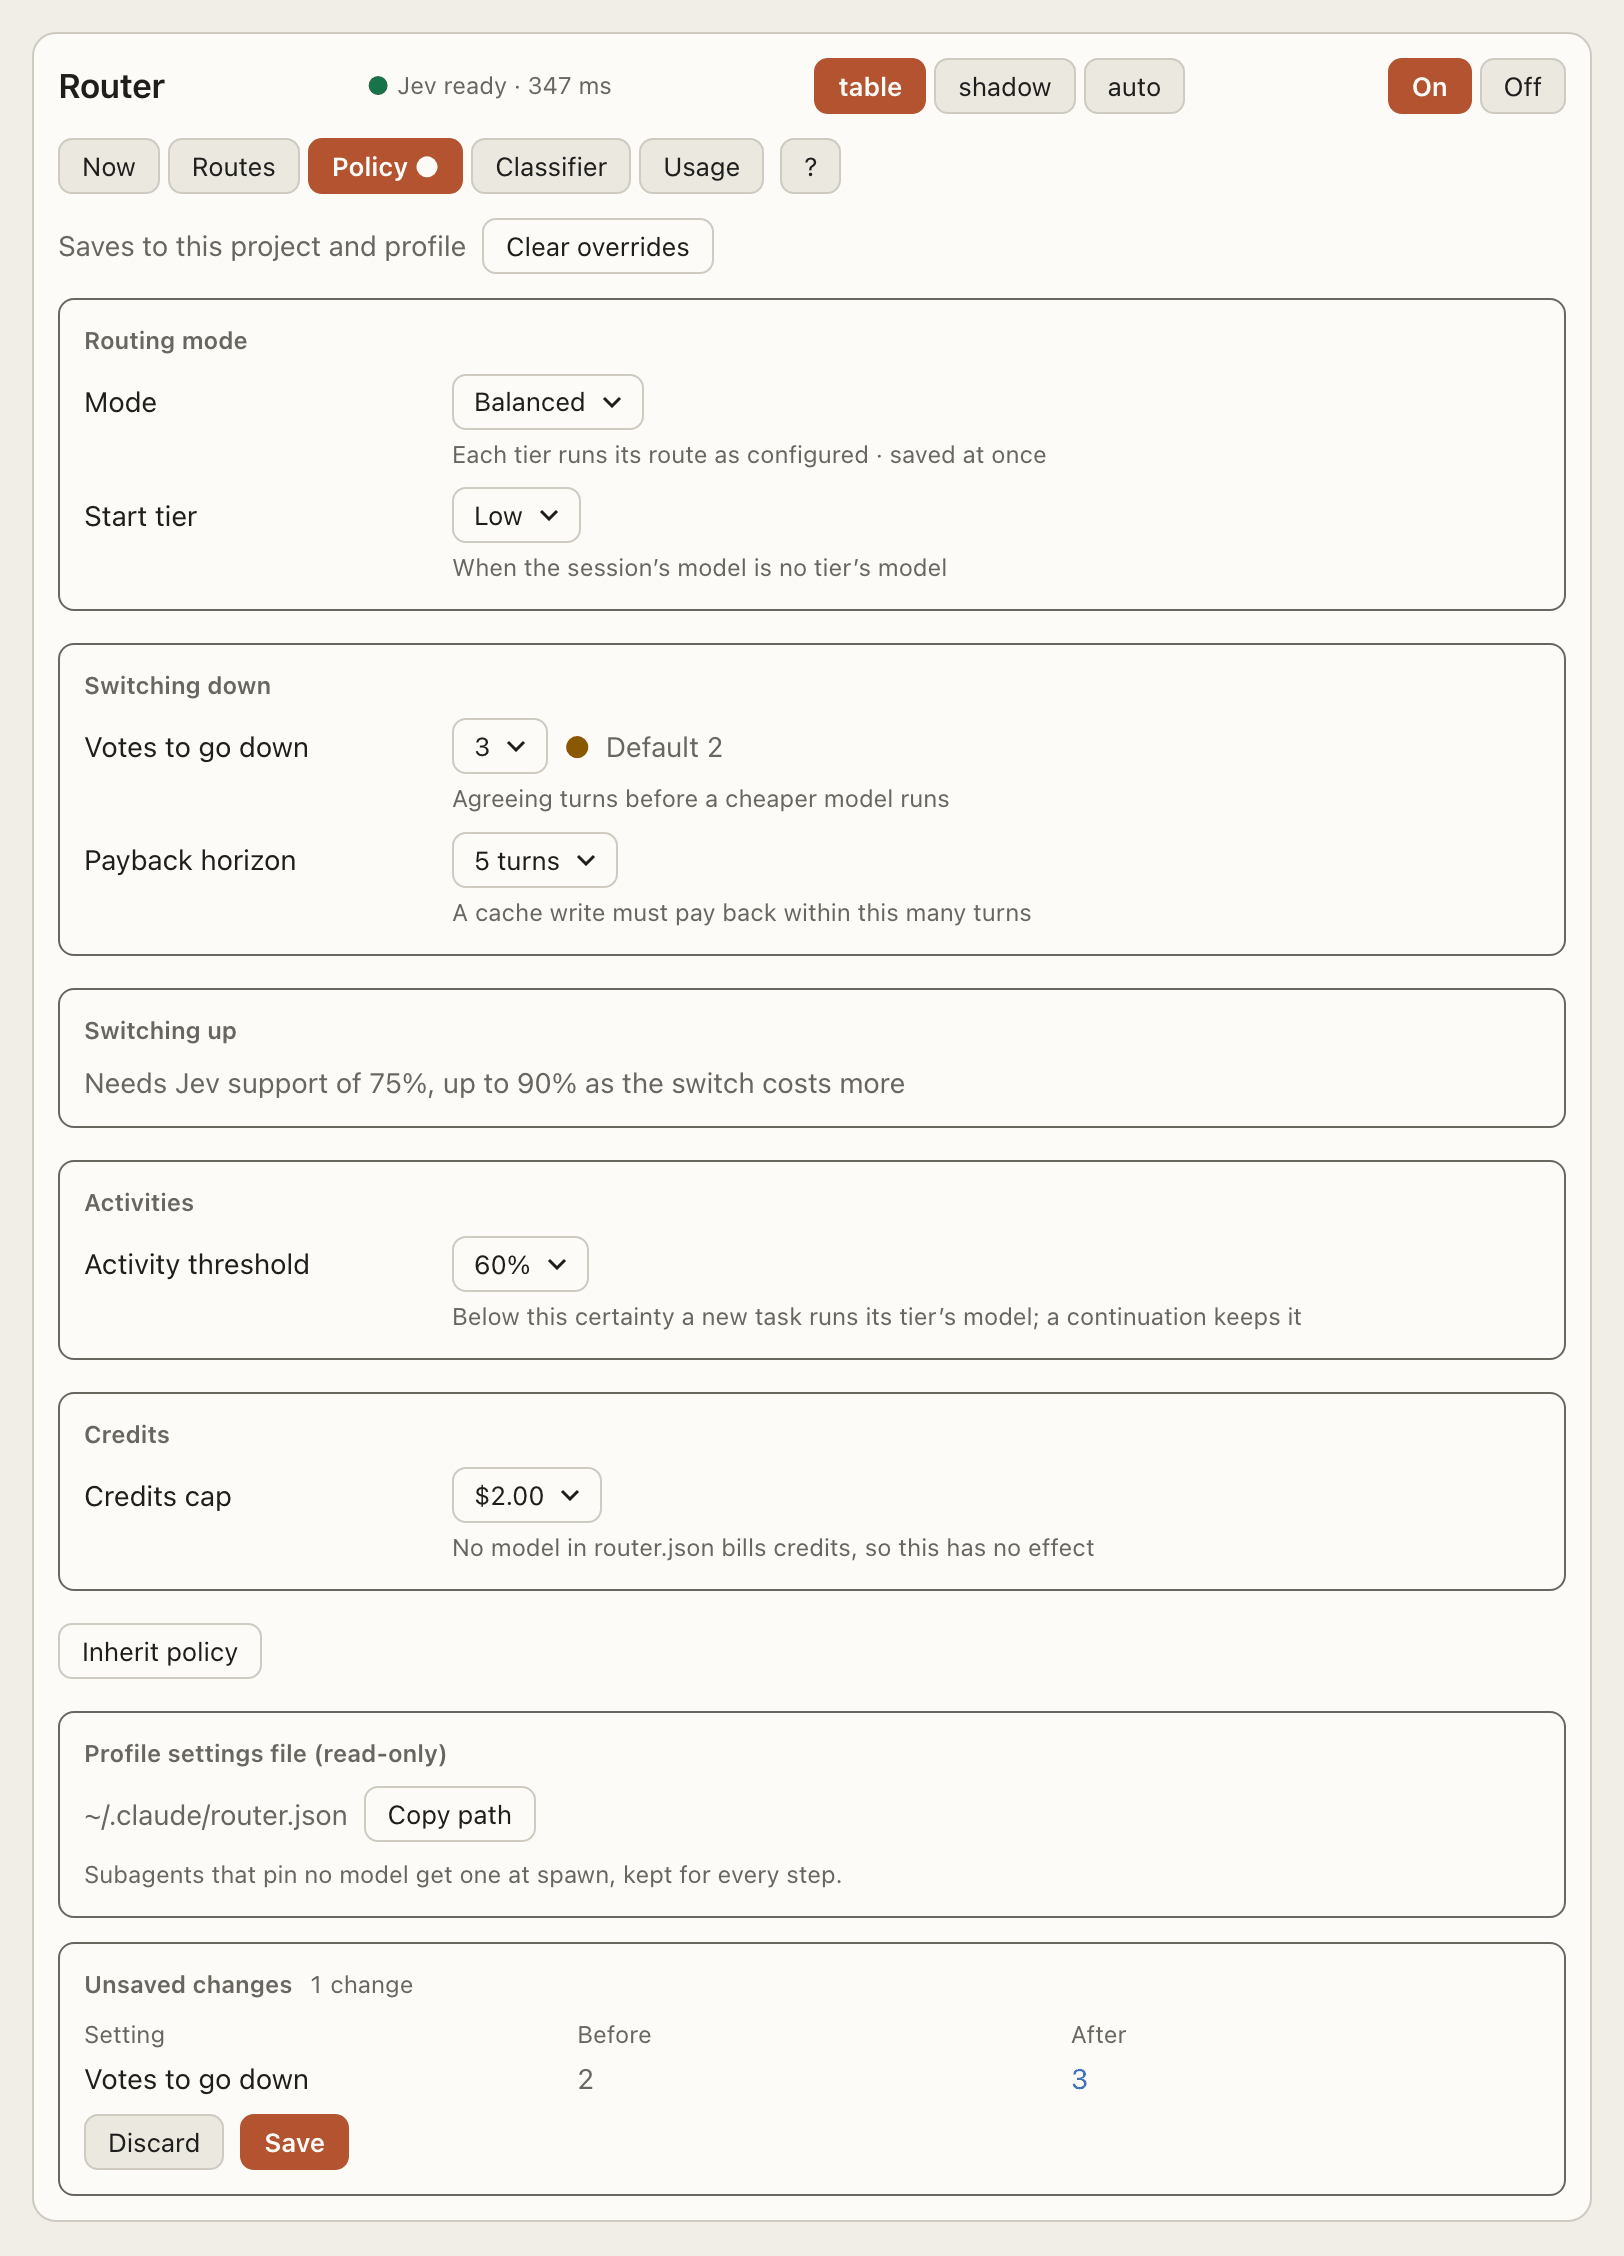 Router
Jev ready · 347 ms
table shadow auto
On Off
Now Routes Policy Classifier Usage ?
Saves to this project and profile Clear overrides
Routing mode
Mode Balanced
Each tier runs its route as configured · saved at once
Start tier Low
When the session’s model is no tier’s model
Switching down
Votes to go down 3 Default 2
Agreeing turns before a cheaper model runs
Payback horizon 5 turns
A cache write must pay back within this many turns
Switching up
Needs Jev support of 75%, up to 90% as the switch costs more
Activities
Activity threshold 60%
Below this certainty a new task runs its tier’s model; a continuation keeps it
Credits
Credits cap $2.00
No model in router.json bills credits, so this has no effect
Inherit policy
Profile settings file (read-only)
~/.claude/router.json Copy path
Subagents that pin no model get one at spawn, kept for every step.
Unsaved changes 1 change
Setting Before After
Votes to go down 2 3
Discard Save